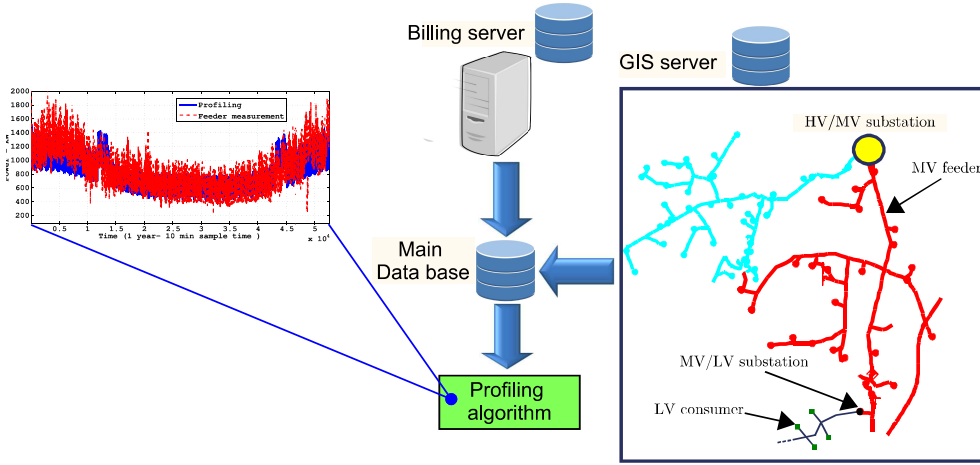 Billing server
GIS server
Profiling
Feeder measurement
2000
1800
1600
1400
1200
1000
800
600
400
200
0.5
1
1.5
2
2.5
3
3.5
4
4.5
5
x 10⁴
Time (1 year- 10 min sample time )
Main
Data base
Profiling
algorithm
HV/MV substation
MV feeder
MV/LV substation
LV consumer